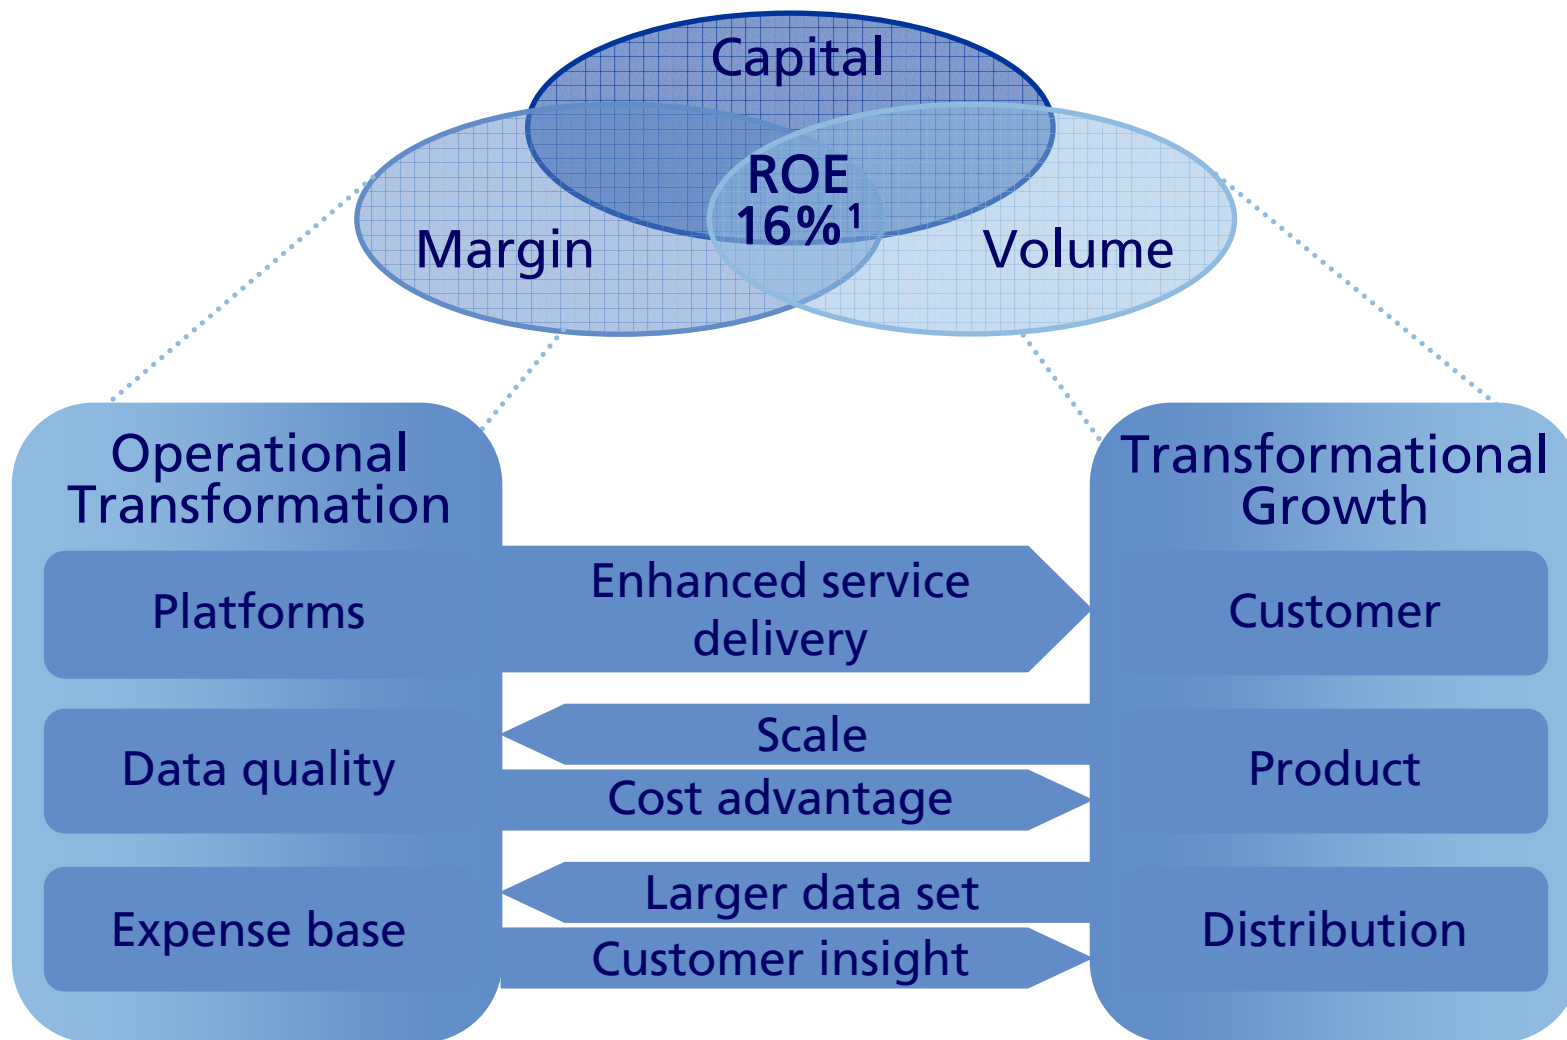 Capital
ROE
16%¹
Margin
Volume
Operational
Transformation
Platforms
Data quality
Expense base
Enhanced service
delivery
Scale
Cost advantage
Larger data set
Customer insight
Transformational
Growth
Customer
Product
Distribution